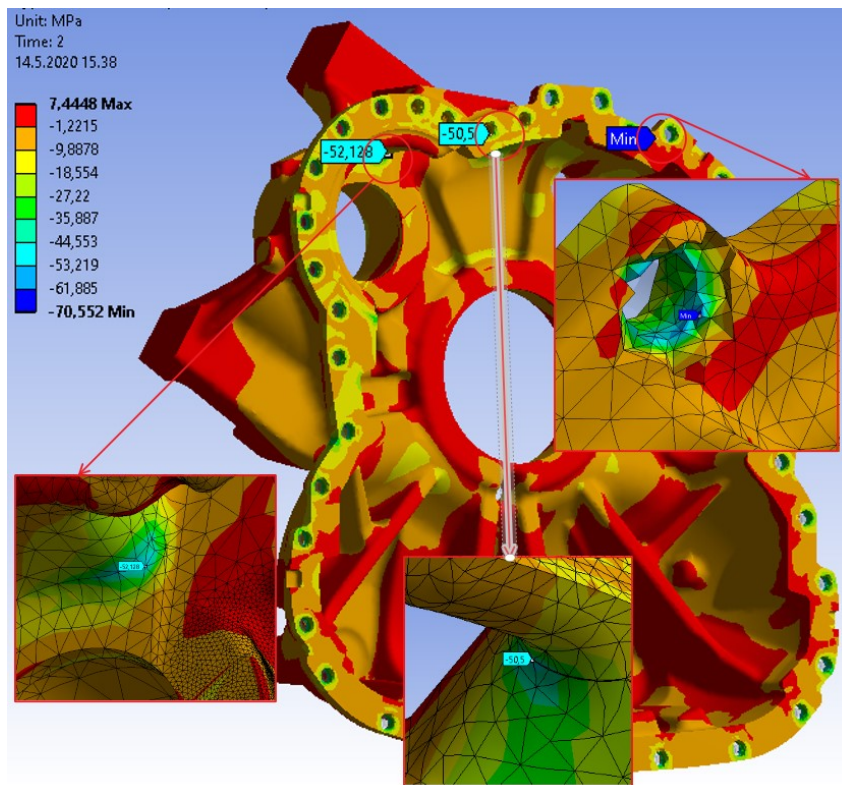 Unit: MPa
Time: 2
14.5.2020 15.38
7,4448 Max
-1,2215
-9,8878
-18,554
-27,22
-35,887
-44,553
-53,219
-61,885
-70,552 Min
-52,128
-50,5
Min
Min
-52,128
-50,5